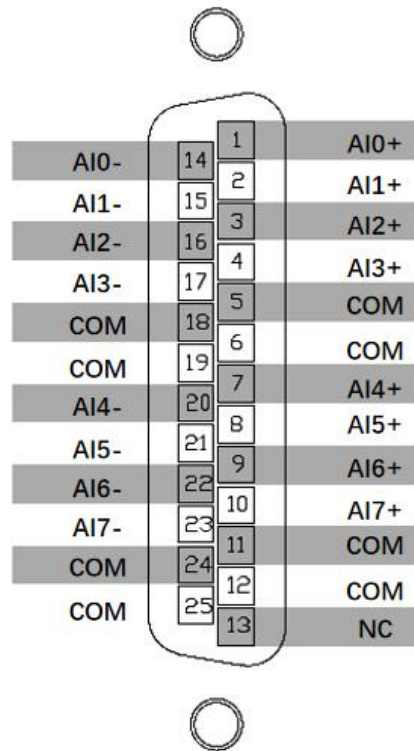 1 AI0+
AI0- 14
2 AI1+
AI1- 15
3 AI2+
AI2- 16
4 AI3+
AI3- 17
5 COM
COM 18
6 COM
COM 19
7 AI4+
AI4- 20
8 AI5+
AI5- 21
9 AI6+
AI6- 22
10 AI7+
AI7- 23
11 COM
COM 24
12 COM
COM 25
13 NC